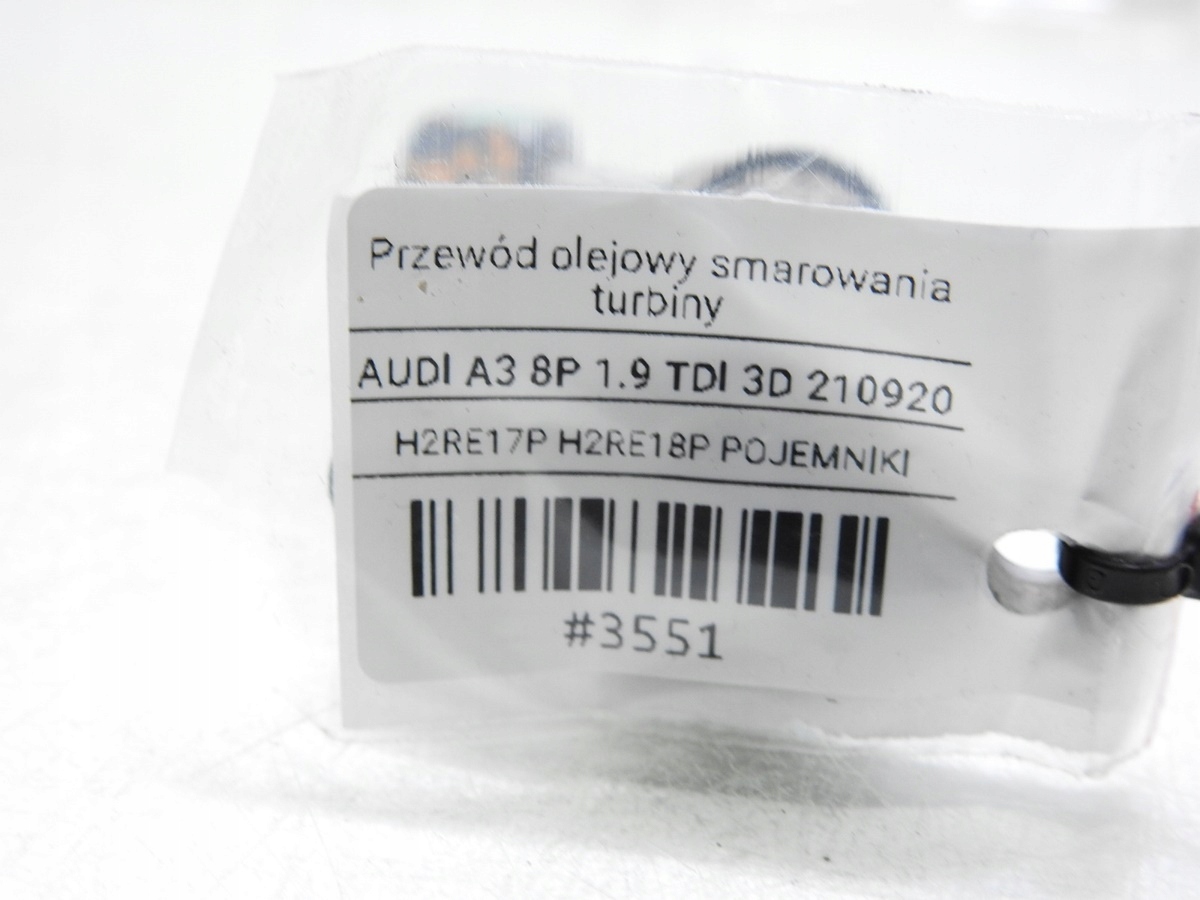 Przewód olejowy smarowania
turbiny
AUDI A3 8P 1.9 TDI 3D 210920
H2RE17P H2RE18P POJEMNIKI
#3551